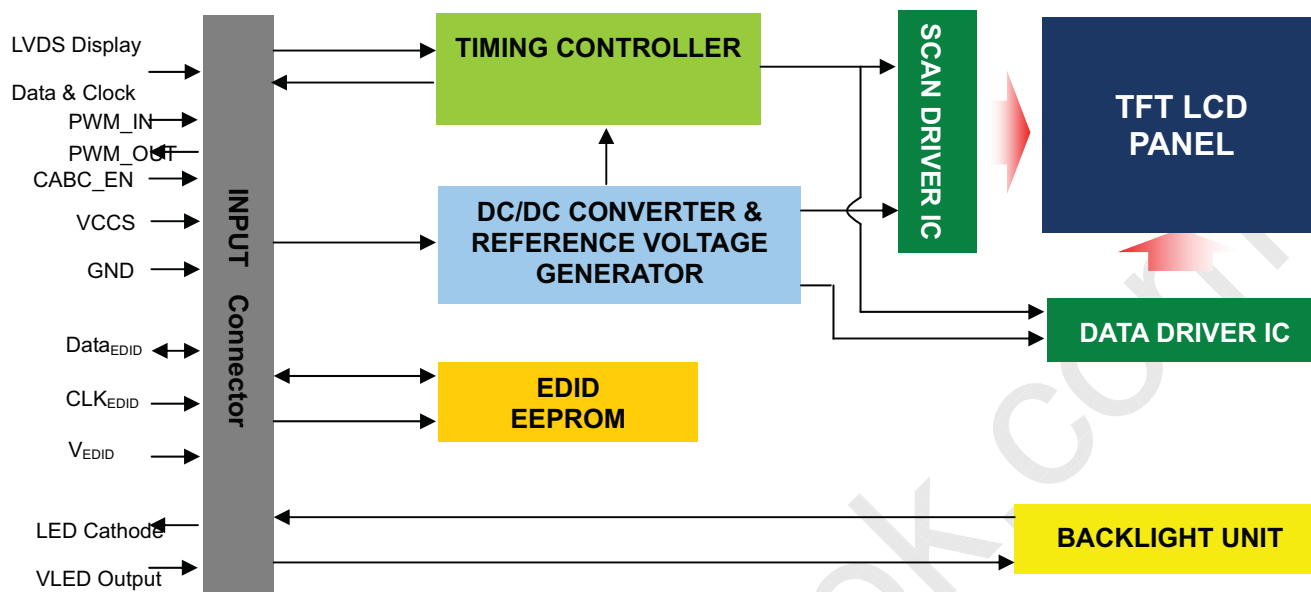 LVDS Display
Data & Clock
PWM_IN
PWM_OUT
CABC_EN
VCCS
GND
DataEDID
CLKEDID
VEDID
LED Cathode
VLED Output
INPUT Connector
TIMING CONTROLLER
DC/DC CONVERTER &
REFERENCE VOLTAGE
GENERATOR
EDID
EEPROM
SCAN DRIVER IC
TFT LCD
PANEL
DATA DRIVER IC
BACKLIGHT UNIT
k.com